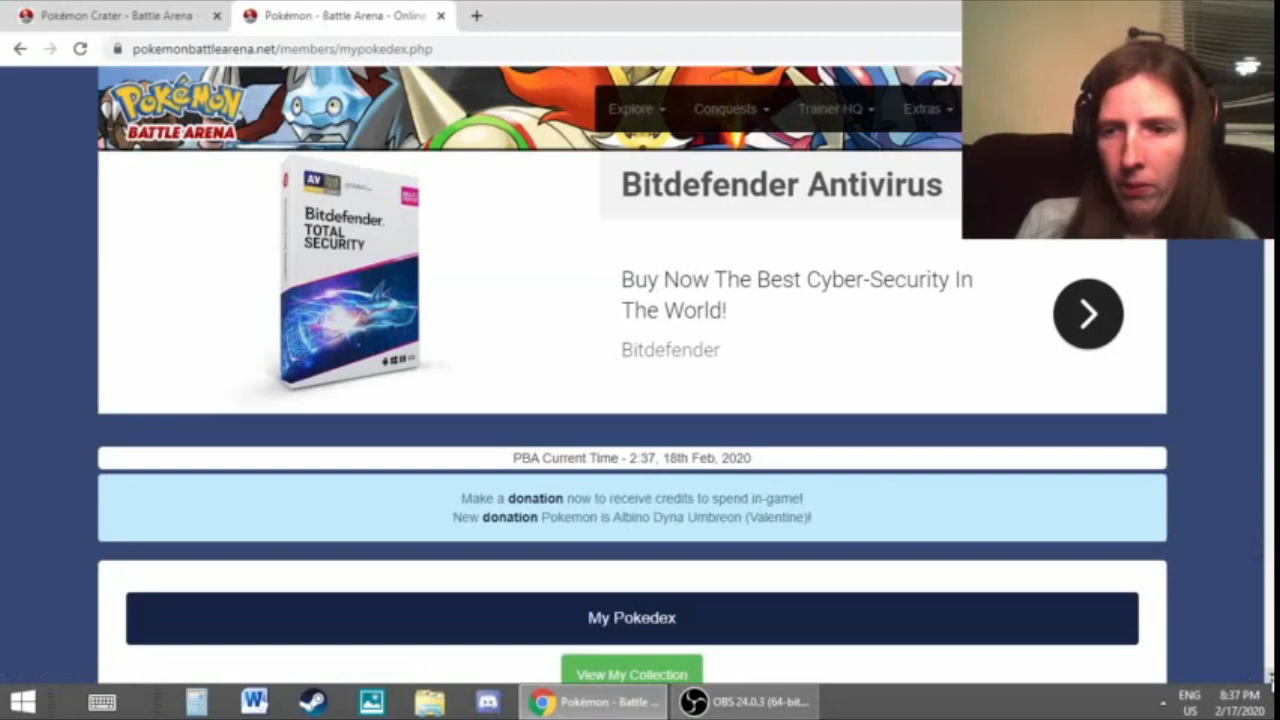 Pokémon Crater - Battle Arena -
Pokémon - Battle Arena - Online
pokemonbattlearena.net/members/mypokedex.php
POKéMON
BATTLE ARENA
Explore
Conquests
Trainer HQ
Extras
AV
Bitdefender.
TOTAL
SECURITY
Bitdefender Antivirus
Buy Now The Best Cyber-Security In
The World!
Bitdefender
PBA Current Time - 2:37, 18th Feb, 2020
Make a donation now to receive credits to spend in-game!
New donation Pokemon is Albino Dyna Umbreon (Valentine)!
My Pokedex
View My Collection
Pokémon - Battle ...
OBS 24.0.3 (64-bit...
ENG
US
8:37 PM
2/17/2020